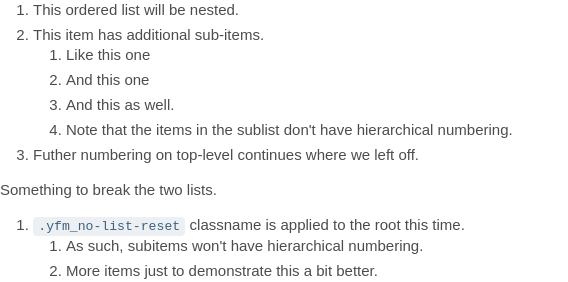 1. This ordered list will be nested.
2. This item has additional sub-items.
1. Like this one
2. And this one
3. And this as well.
4. Note that the items in the sublist don't have hierarchical numbering.
3. Futher numbering on top-level continues where we left off.
Something to break the two lists.
1. .yfm_no-list-reset classname is applied to the root this time.
1. As such, subitems won't have hierarchical numbering.
2. More items just to demonstrate this a bit better.